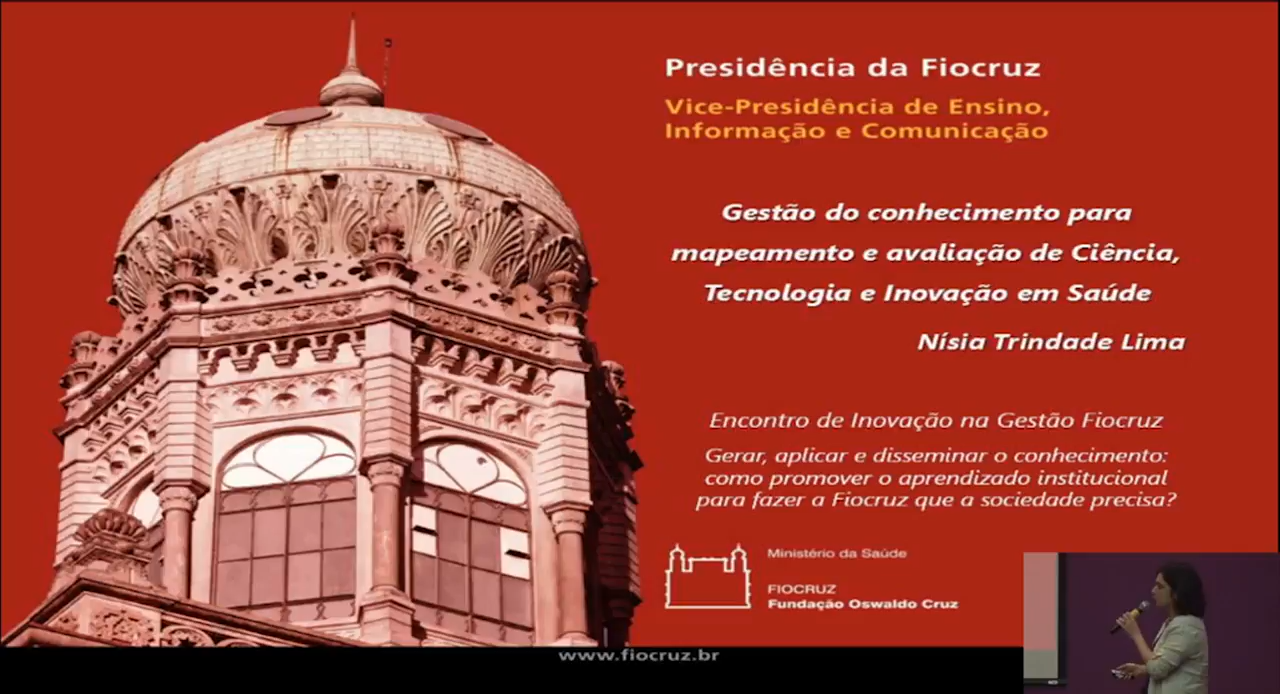 Presidência da Fiocruz
Vice-Presidência de Ensino,
Informação e Comunicação
Gestão do conhecimento para
mapeamento e avaliação de Ciência,
Tecnologia e Inovação em Saúde
Nísia Trindade Lima
Encontro de Inovação na Gestão Fiocruz
Gerar, aplicar e disseminar o conhecimento:
como promover o aprendizado institucional
para fazer a Fiocruz que a sociedade precisa?
Ministério da Saúde
FIOCRUZ
Fundação Oswaldo Cruz
www.fiocruz.br